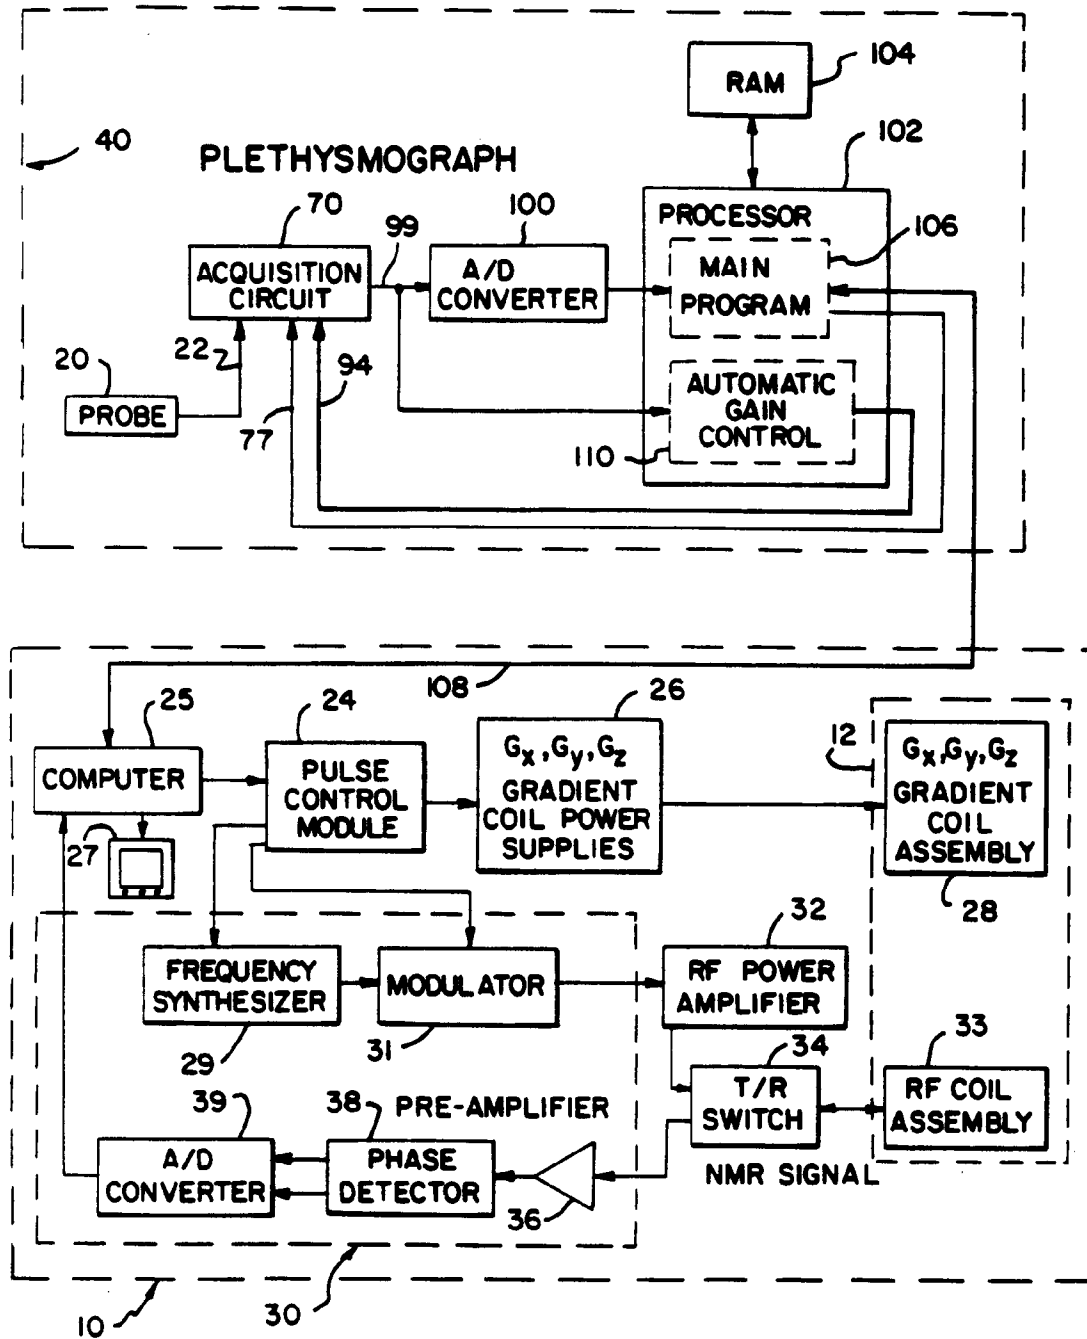 104
RAM
40
102
PLETHYSMOGRAPH
70
99
100
PROCESSOR
106
ACQUISITION
CIRCUIT
A/D
CONVERTER
MAIN
PROGRAM
22
20
94
PROBE
77
AUTOMATIC
GAIN
CONTROL
110
108
25
24
26
12
COMPUTER
PULSE
CONTROL
MODULE
Gx, Gy, Gz
GRADIENT
COIL POWER
SUPPLIES
Gx, Gy, Gz
GRADIENT
COIL
ASSEMBLY
27
28
32
FREQUENCY
SYNTHESIZER
MODULATOR
RF POWER
AMPLIFIER
29
31
34
33
T/R
SWITCH
RF COIL
ASSEMBLY
39
38
PRE-AMPLIFIER
A/D
CONVERTER
PHASE
DETECTOR
NMR SIGNAL
36
10
30